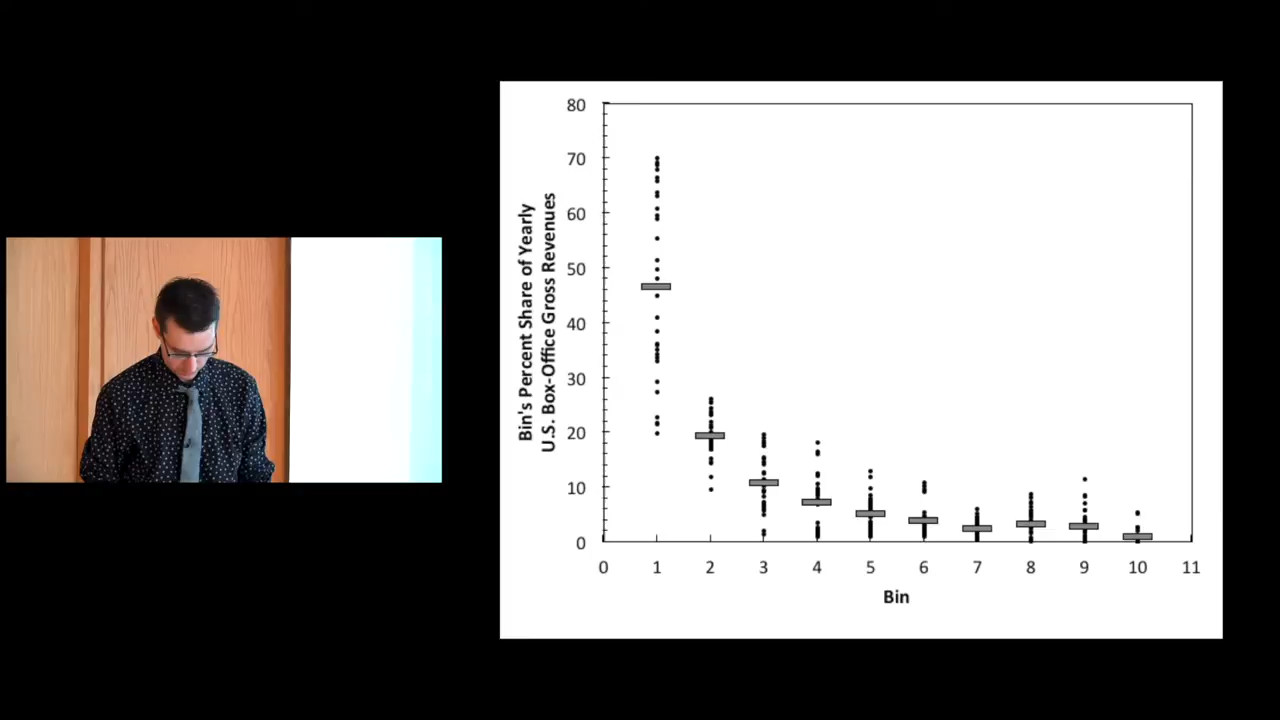 Bin's Percent Share of Yearly
U.S. Box-Office Gross Revenues
80
70
60
50
40
30
20
10
0
0 1 2 3 4 5 6 7 8 9 10 11
Bin